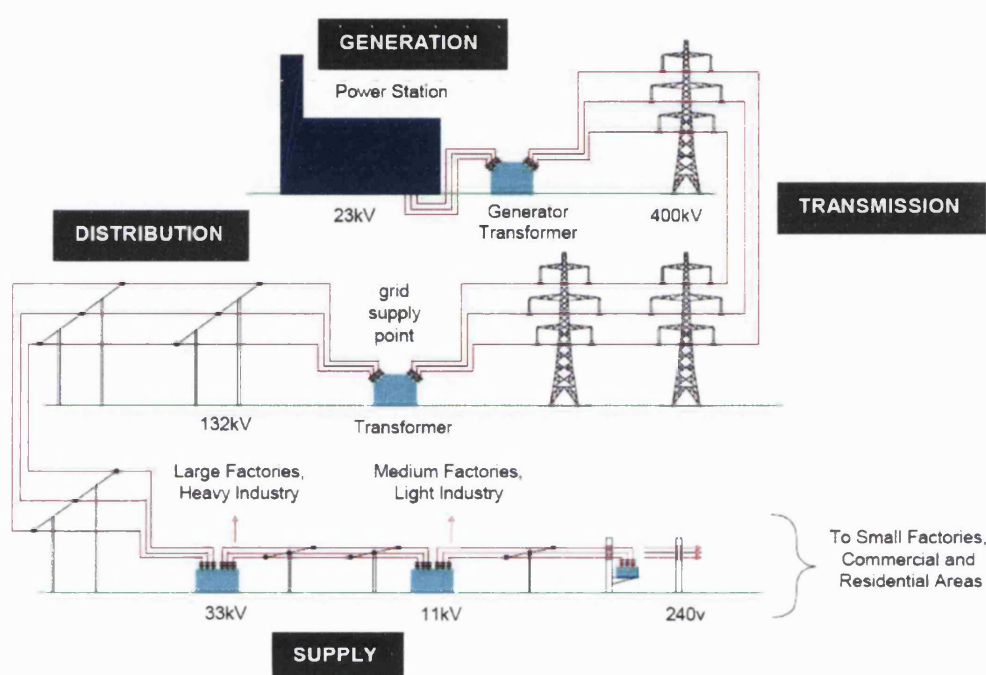 GENERATION
Power Station
23kV
Generator
Transformer
400kV
TRANSMISSION
DISTRIBUTION
grid
supply
point
132kV
Transformer
Large Factories,
Heavy Industry
Medium Factories,
Light Industry
To Small Factories,
Commercial and
Residential Areas
33kV
11kV
240v
SUPPLY